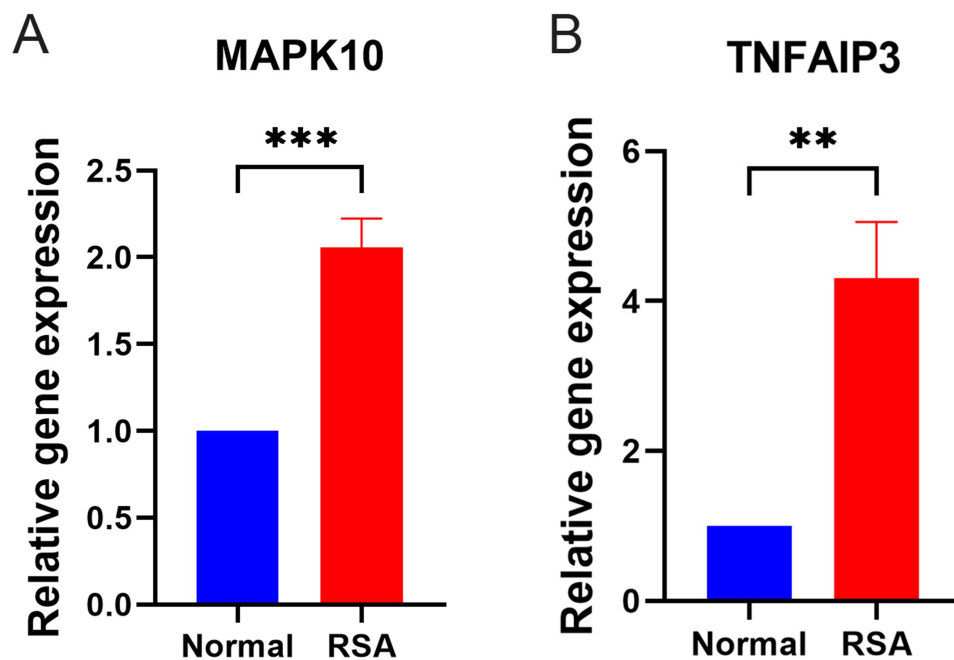 A
MAPK10
***
Relative gene expression
2.5
2.0
1.5
1.0
0.5
0.0
Normal
RSA
B
TNFAIP3
**
Relative gene expression
6
4
2
0
Normal
RSA